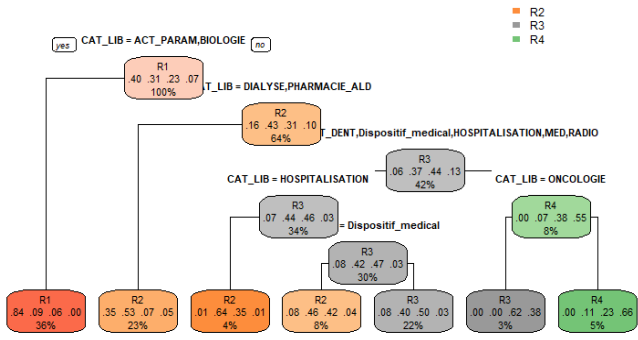 R2
R3
R4
yes CAT_LIB = ACT_PARAM,BIOLOGIE no
R1
.40 .31 .23 .07
100%
CAT_LIB = DIALYSE,PHARMACIE_ALD
R2
.16 .43 .31 .10
64%
T_DENT,Dispositif_medical,HOSPITALISATION,MED,RADIO
R3
.06 .37 .44 .13
42%
CAT_LIB = HOSPITALISATION
CAT_LIB = ONCOLOGIE
R3
.07 .44 .46 .03
34%
R4
.00 .07 .38 .55
8%
= Dispositif_medical
R3
.08 .42 .47 .03
30%
R1
.84 .09 .06 .00
36%
R2
.35 .53 .07 .05
23%
R2
.01 .64 .35 .01
4%
R2
.08 .46 .42 .04
8%
R3
.08 .40 .50 .03
22%
R3
.00 .00 .62 .38
3%
R4
.00 .11 .23 .66
5%